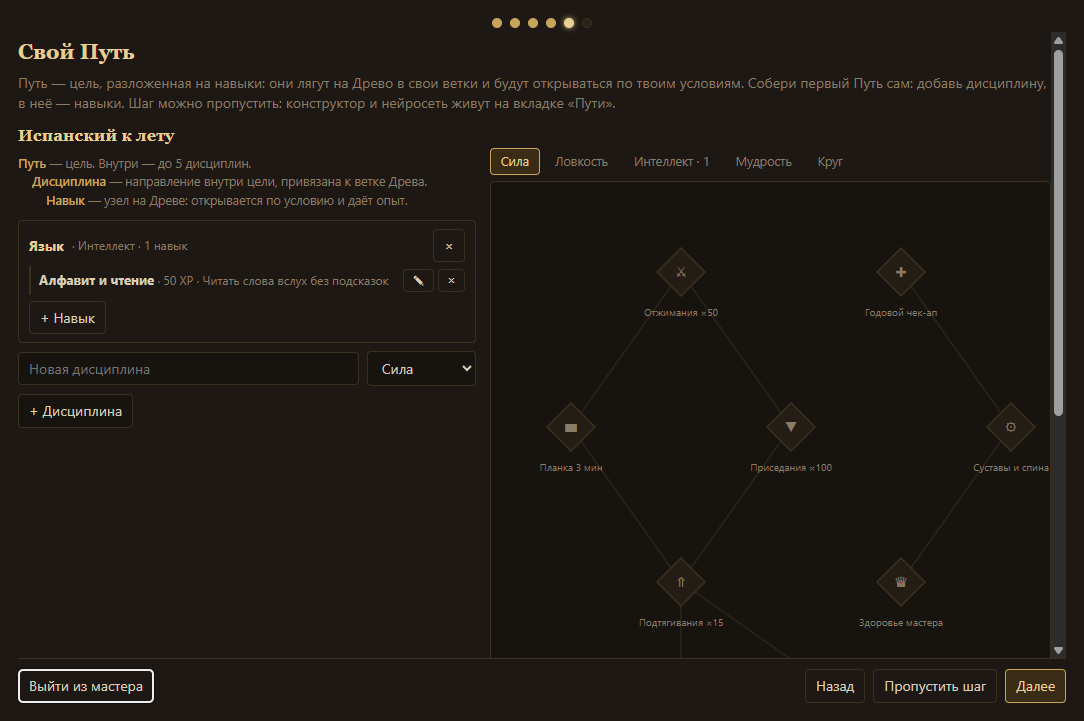 Свой Путь
Путь — цель, разложенная на навыки: они лягут на Древо в свои ветки и будут открываться по твоим условиям. Собери первый Путь сам: добавь дисциплину,
в неё — навыки. Шаг можно пропустить: конструктор и нейросеть живут на вкладке «Пути».
Испанский к лету
Путь — цель. Внутри — до 5 дисциплин.
Дисциплина — направление внутри цели, привязана к ветке Древа.
Навык — узел на Древе: открывается по условию и даёт опыт.
Язык · Интеллект · 1 навык ×
Алфавит и чтение · 50 XP · Читать слова вслух без подсказок ×
+ Навык
Новая дисциплина Сила
+ Дисциплина
Сила Ловкость Интеллект · 1 Мудрость Круг
Отжимания ×50 Годовой чек-ап
Планка 3 мин Приседания ×100 Суставы и спина
Подтягивания ×15 Здоровье мастера
Выйти из мастера Назад Пропустить шаг Далее